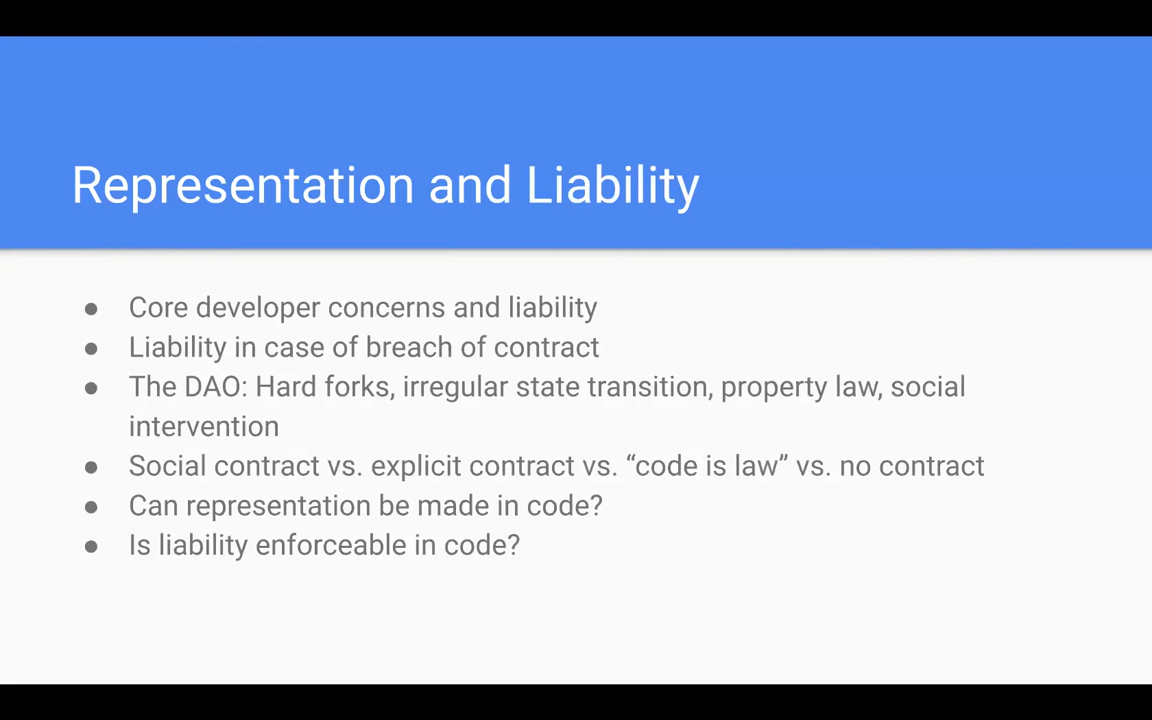 Representation and Liability
● Core developer concerns and liability
● Liability in case of breach of contract
● The DAO: Hard forks, irregular state transition, property law, social
intervention
● Social contract vs. explicit contract vs. “code is law” vs. no contract
● Can representation be made in code?
● Is liability enforceable in code?